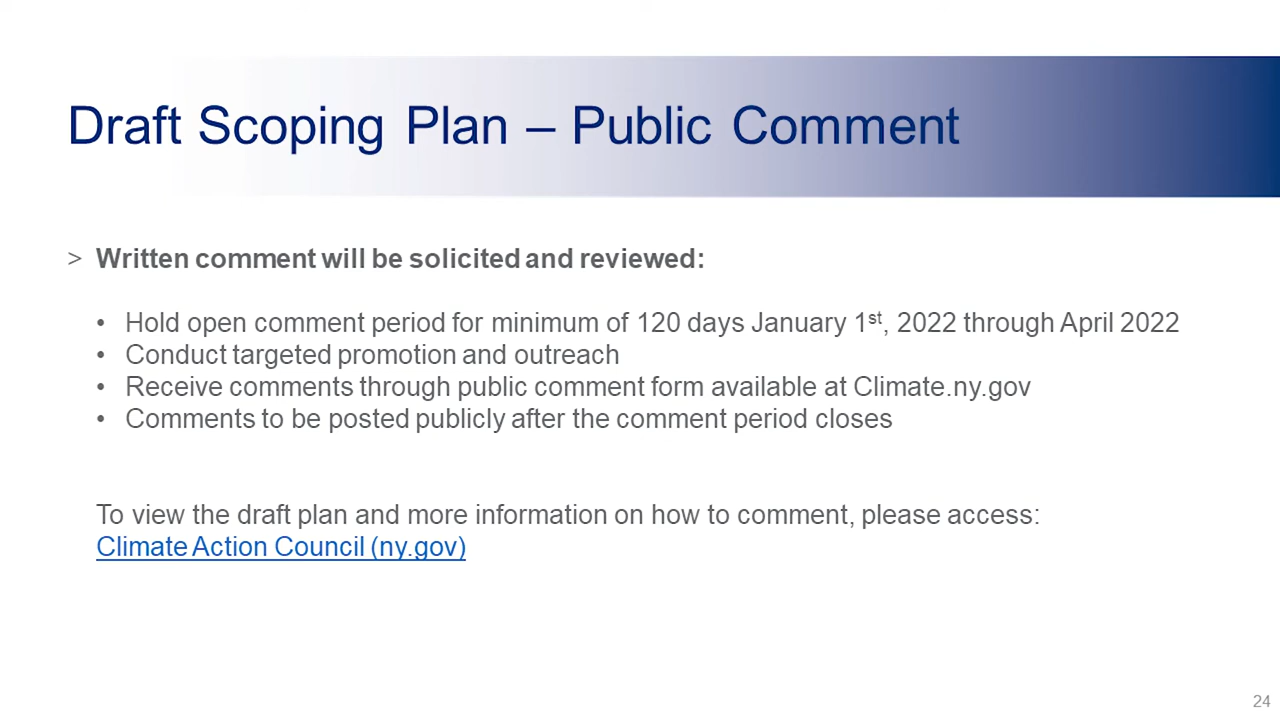 Draft Scoping Plan – Public Comment
> Written comment will be solicited and reviewed:
• Hold open comment period for minimum of 120 days January 1st, 2022 through April 2022
• Conduct targeted promotion and outreach
• Receive comments through public comment form available at Climate.ny.gov
• Comments to be posted publicly after the comment period closes
To view the draft plan and more information on how to comment, please access:
Climate Action Council (ny.gov)
24